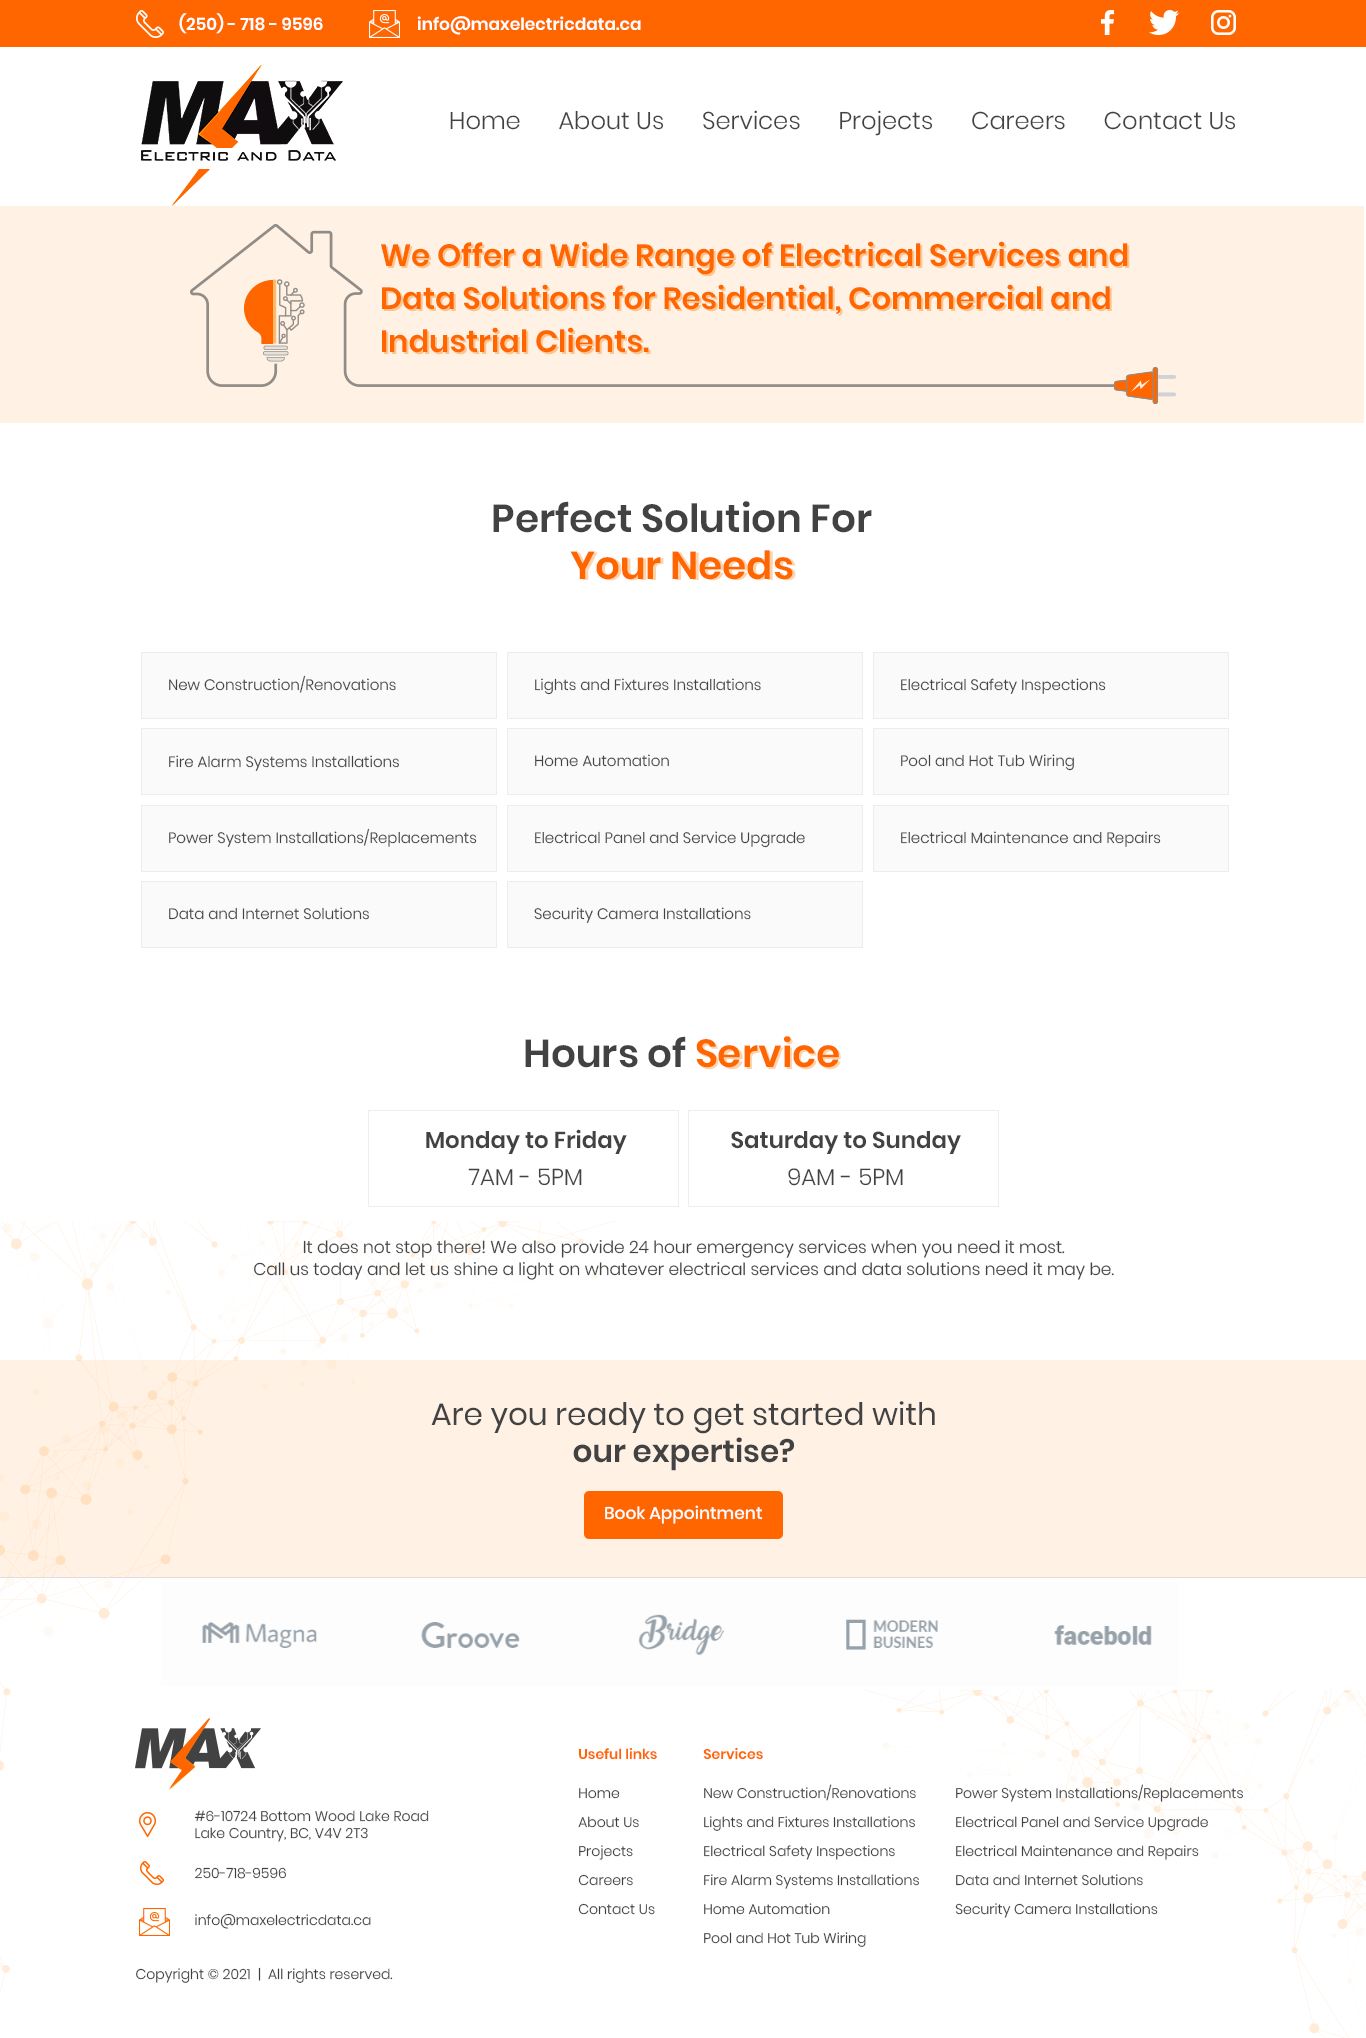 (250) - 718 - 9596
info@maxelectricdata.ca
MAX
ELECTRIC AND DATA
Home About Us Services Projects Careers Contact Us
We Offer a Wide Range of Electrical Services and
Data Solutions for Residential, Commercial and
Industrial Clients.
Perfect Solution For
Your Needs
New Construction/Renovations
Lights and Fixtures Installations
Electrical Safety Inspections
Fire Alarm Systems Installations
Home Automation
Pool and Hot Tub Wiring
Power System Installations/Replacements
Electrical Panel and Service Upgrade
Electrical Maintenance and Repairs
Data and Internet Solutions
Security Camera Installations
Hours of Service
Monday to Friday
7AM - 5PM
Saturday to Sunday
9AM - 5PM
It does not stop there! We also provide 24 hour emergency services when you need it most.
Call us today and let us shine a light on whatever electrical services and data solutions need it may be.
Are you ready to get started with
our expertise?
Book Appointment
Magna
Groove
Bridge
MODERN
BUSINES
facebold
MAX
#6-10724 Bottom Wood Lake Road
Lake Country, BC, V4V 2T3
250-718-9596
info@maxelectricdata.ca
Copyright © 2021 | All rights reserved.
Useful links
Home
About Us
Projects
Careers
Contact Us
Services
New Construction/Renovations
Lights and Fixtures Installations
Electrical Safety Inspections
Fire Alarm Systems Installations
Home Automation
Pool and Hot Tub Wiring
Power System Installations/Replacements
Electrical Panel and Service Upgrade
Electrical Maintenance and Repairs
Data and Internet Solutions
Security Camera Installations